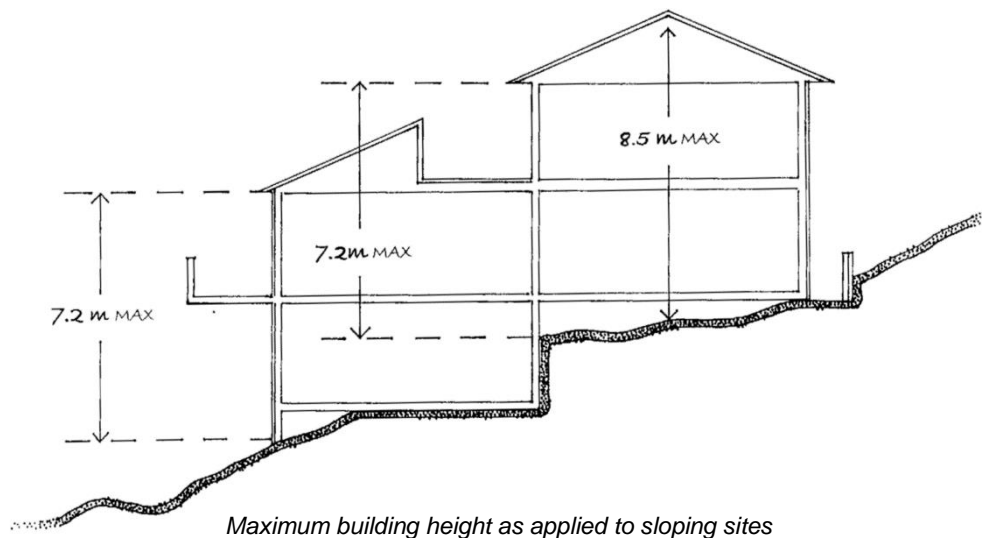 8.5 m MAX
7.2m MAX
7.2 m MAX
Maximum building height as applied to sloping sites